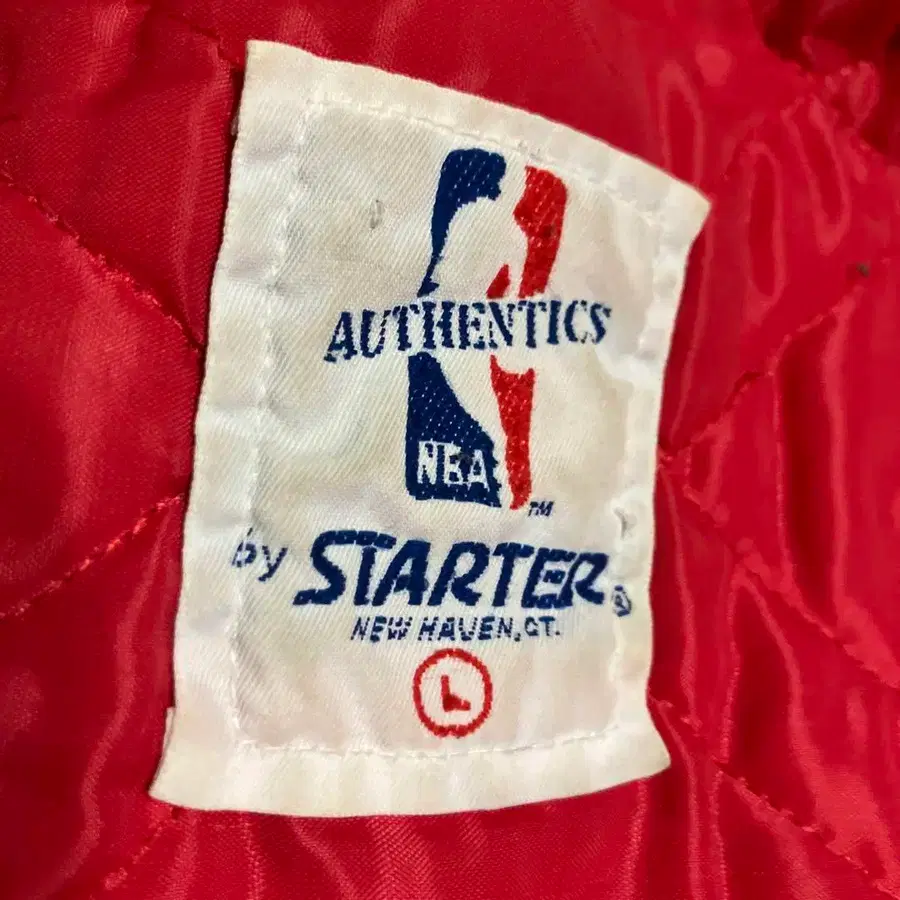 AUTHENTICS
NBA
TM
by STARTER®
NEW HAVEN, CT.
L